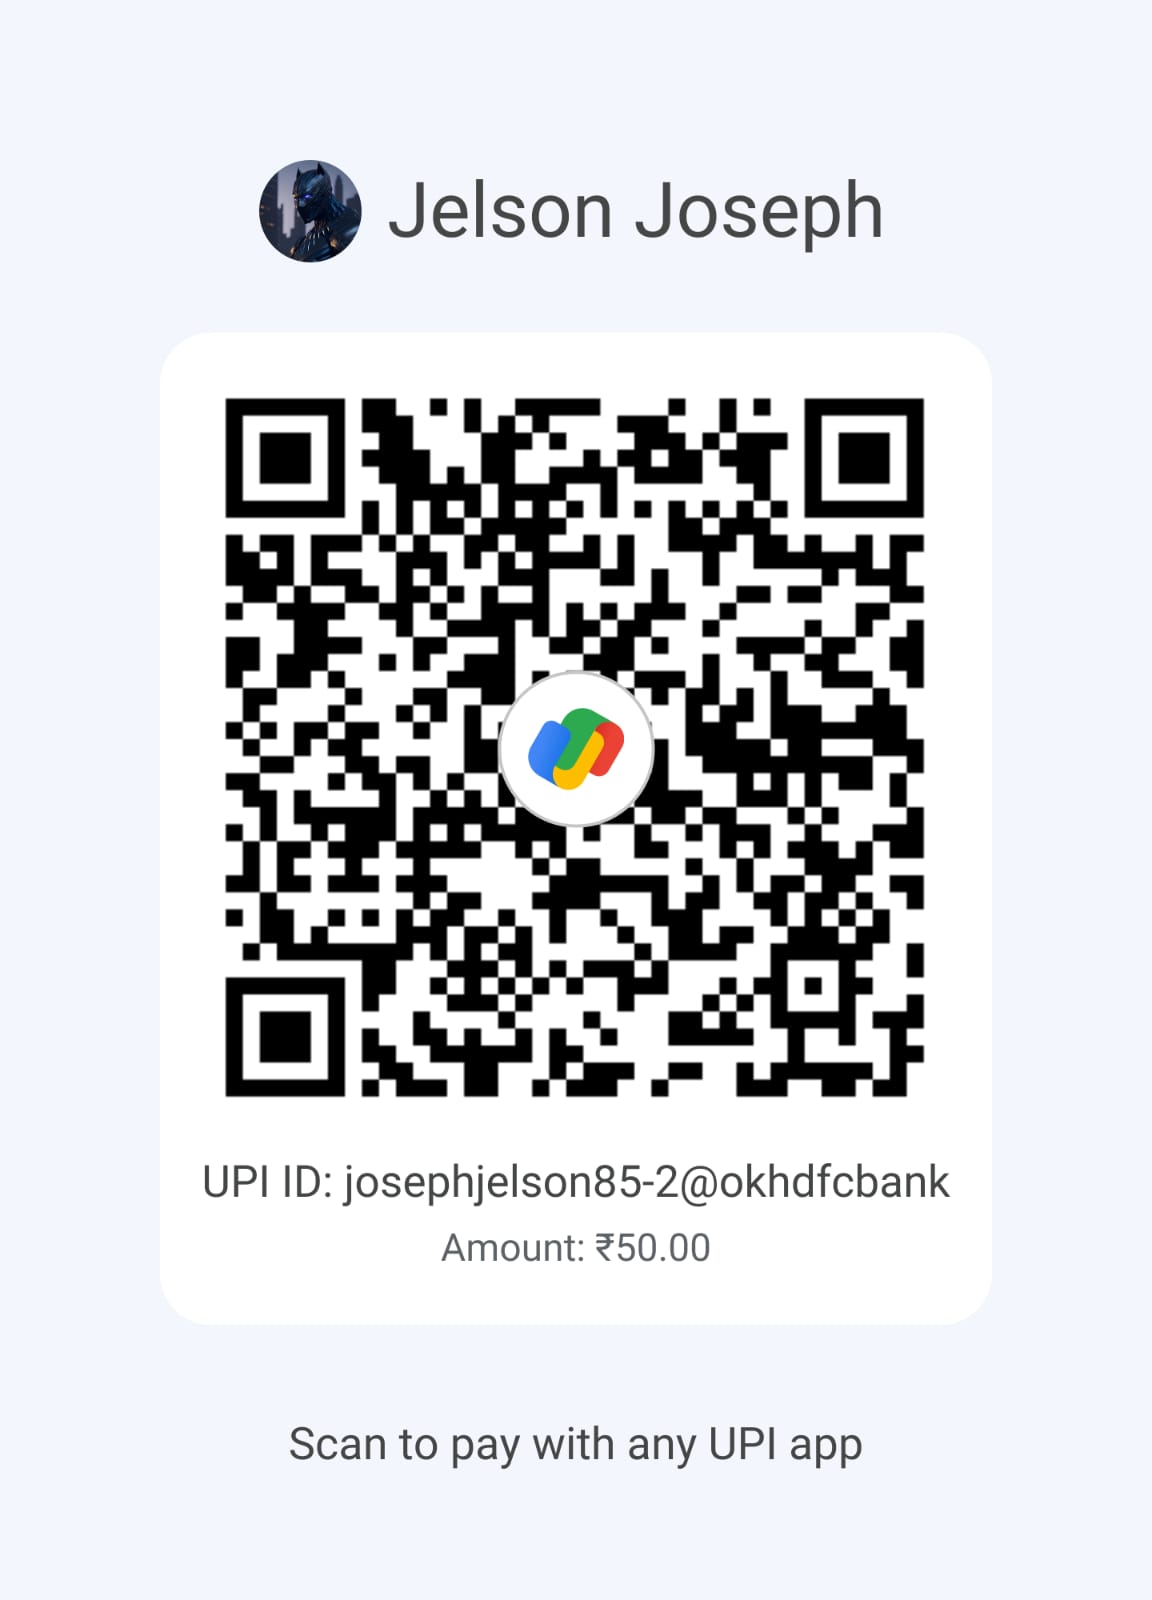 Jelson Joseph
UPI ID: josephjelson85-2@okhdfcbank
Amount: ₹50.00
Scan to pay with any UPI app